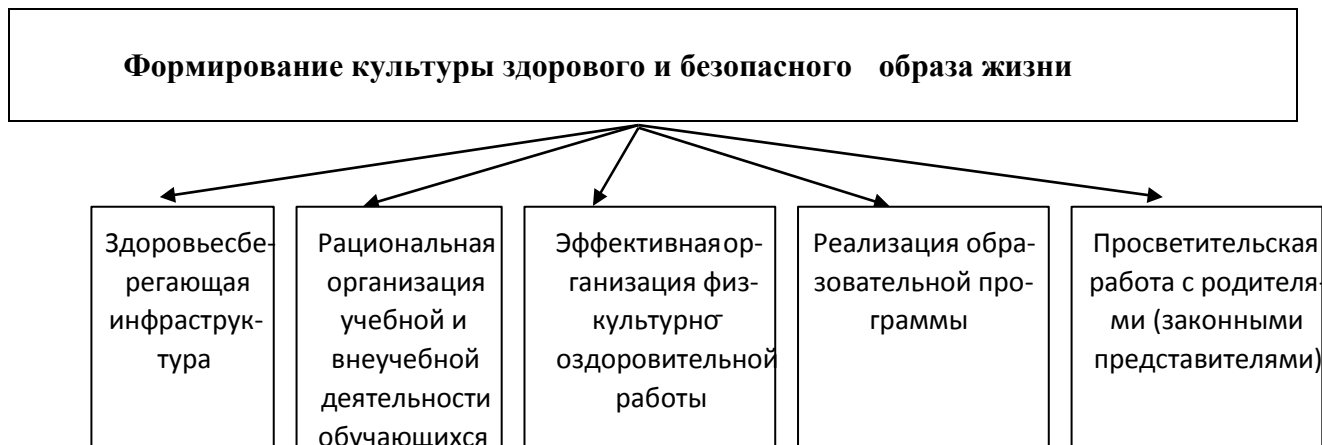 Формирование культуры здорового и безопасного образа жизни
Здоровьесбе-
регающая
инфраструк-
тура
Рациональная
организация
учебной и
внеучебной
деятельности
обучающихся
Эффективная ор-
ганизация физ-
культурно-
оздоровительной
работы
Реализация обра-
зовательной про-
граммы
Просветительская
работа с родителя-
ми (законными
представителями)